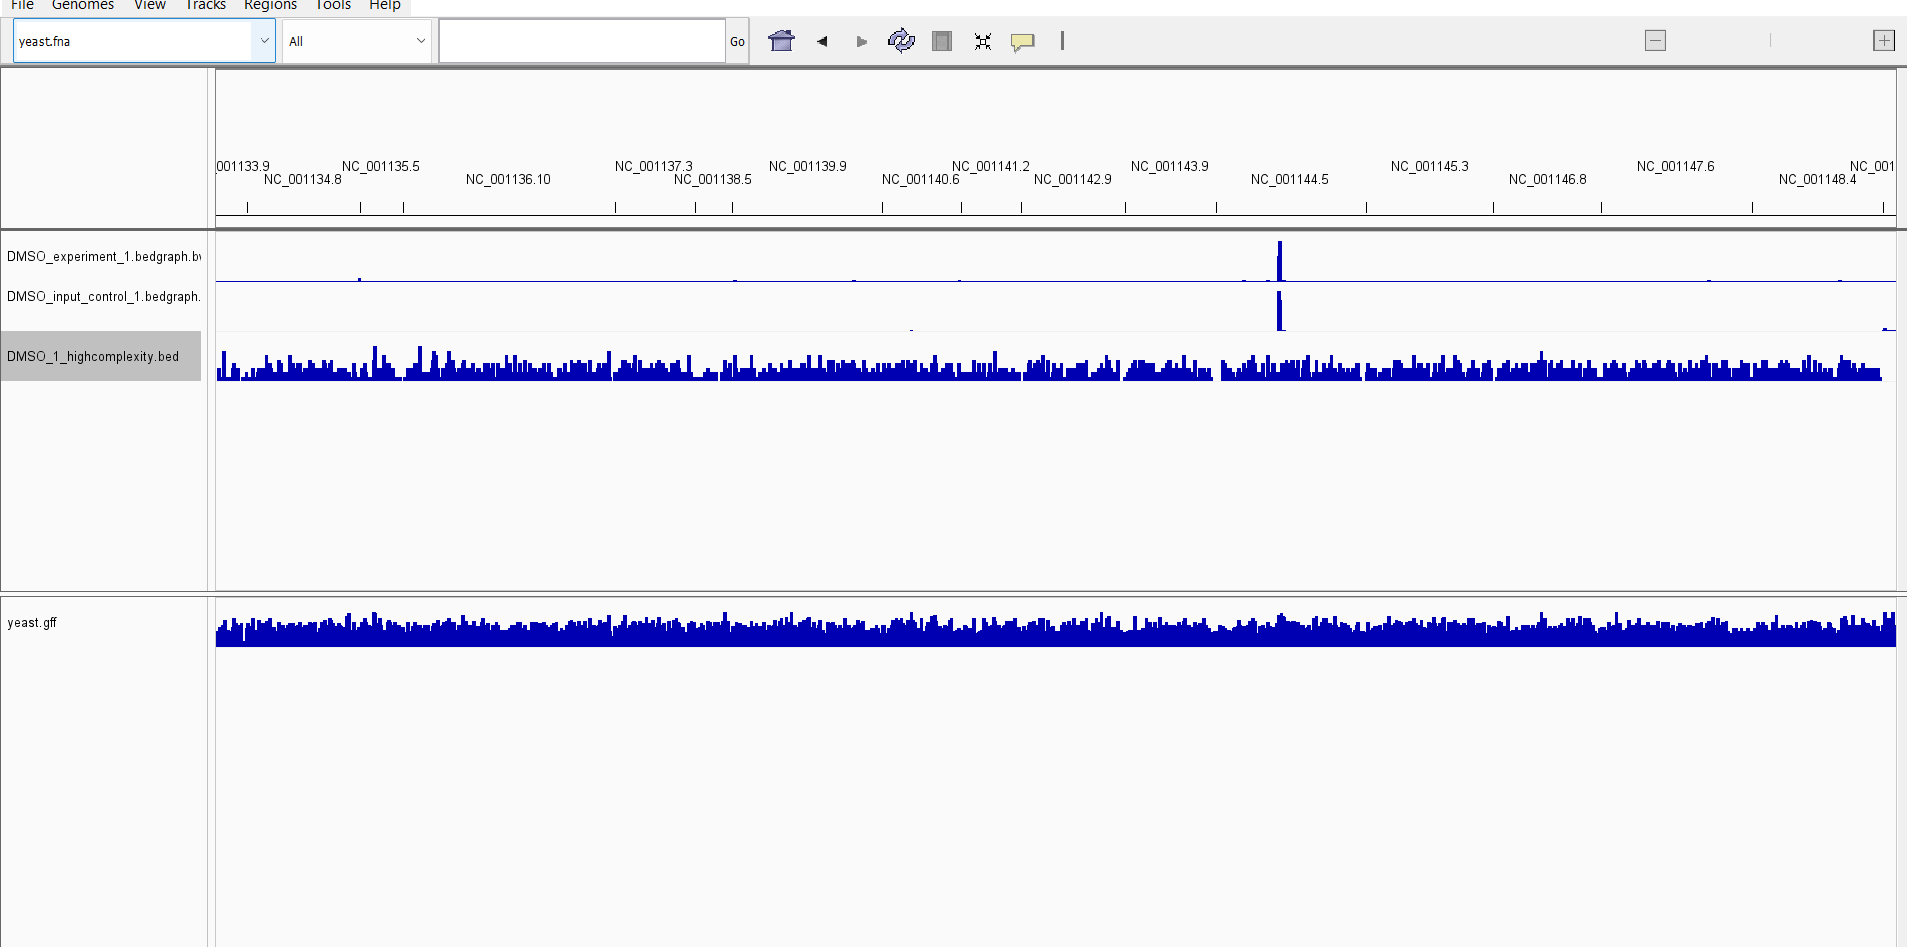 File Genomes View Tracks Regions Tools Help
yeast.fna All Go
_001133.9 NC_001135.5 NC_001137.3 NC_001139.9 NC_001141.2 NC_001143.9 NC_001145.3 NC_001147.6 NC_001
NC_001134.8 NC_001136.10 NC_001138.5 NC_001140.6 NC_001142.9 NC_001144.5 NC_001146.8 NC_001148.4
DMSO_experiment_1.bedgraph.bw
DMSO_input_control_1.bedgraph.
DMSO_1_highcomplexity.bed
yeast.gff